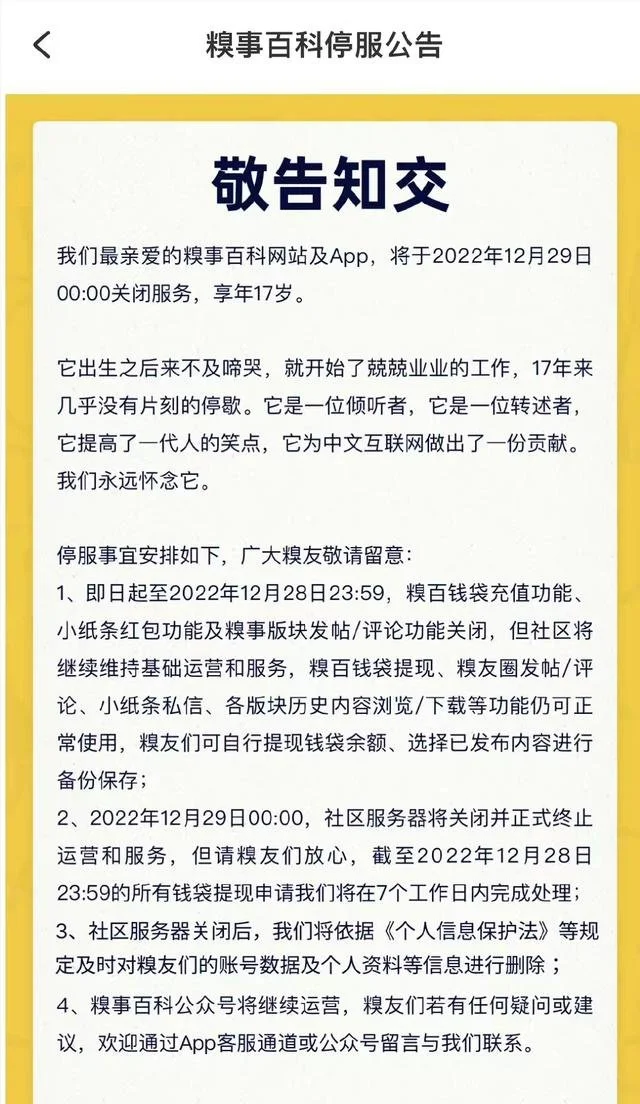 糗事百科停服公告
敬告知交
我们最亲爱的糗事百科网站及App，将于2022年12月29日
00:00关闭服务，享年17岁。
它出生之后来不及啼哭，就开始了兢兢业业的工作，17年来
几乎没有片刻的停歇。它是一位倾听者，它是一位转述者，
它提高了一代人的笑点，它为中文互联网做出了一份贡献。
我们永远怀念它。
停服事宜安排如下，广大糗友敬请留意：
1、即日起至2022年12月28日23:59，糗百钱袋充值功能、
小纸条红包功能及糗事版块发帖/评论功能关闭，但社区将
继续维持基础运营和服务，糗百钱袋提现、糗友圈发帖/评
论、小纸条私信、各版块历史内容浏览/下载等功能仍可正
常使用，糗友们可自行提现钱袋余额、选择已发布内容进行
备份保存；
2、2022年12月29日00:00，社区服务器将关闭并正式终止
运营和服务，但请糗友们放心，截至2022年12月28日
23:59的所有钱袋提现申请我们将在7个工作日内完成处理；
3、社区服务器关闭后，我们将依据《个人信息保护法》等规
定及时对糗友们的账号数据及个人资料等信息进行删除；
4、糗事百科公众号将继续运营，糗友们若有任何疑问或建
议，欢迎通过App客服通道或公众号留言与我们联系。